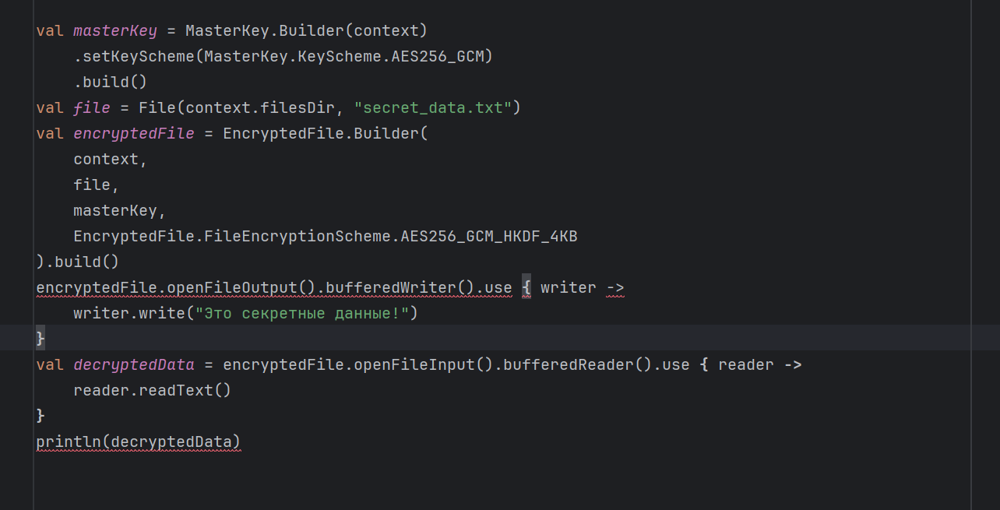 val masterKey = MasterKey.Builder(context)
    .setKeyScheme(MasterKey.KeyScheme.AES256_GCM)
    .build()
val file = File(context.filesDir, "secret_data.txt")
val encryptedFile = EncryptedFile.Builder(
    context,
    file,
    masterKey,
    EncryptedFile.FileEncryptionScheme.AES256_GCM_HKDF_4KB
).build()
encryptedFile.openFileOutput().bufferedWriter().use { writer ->
    writer.write("Это секретные данные!")
}
val decryptedData = encryptedFile.openFileInput().bufferedReader().use { reader ->
    reader.readText()
}
println(decryptedData)